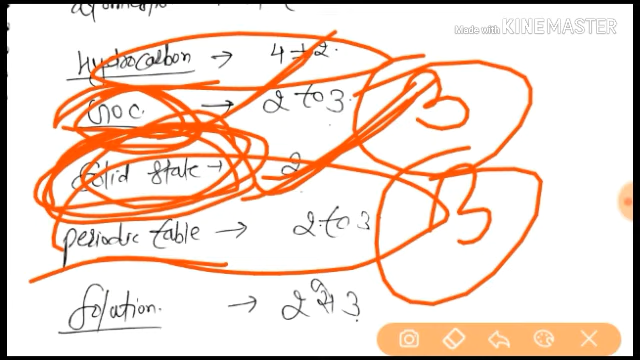 Made with KINEMASTER
Hydrocarbon → 4 + 2.
GOC. → 2 to 3. 3
Solid state → 2
periodic table → 2 to 3 3
Solution → 2 से 3.